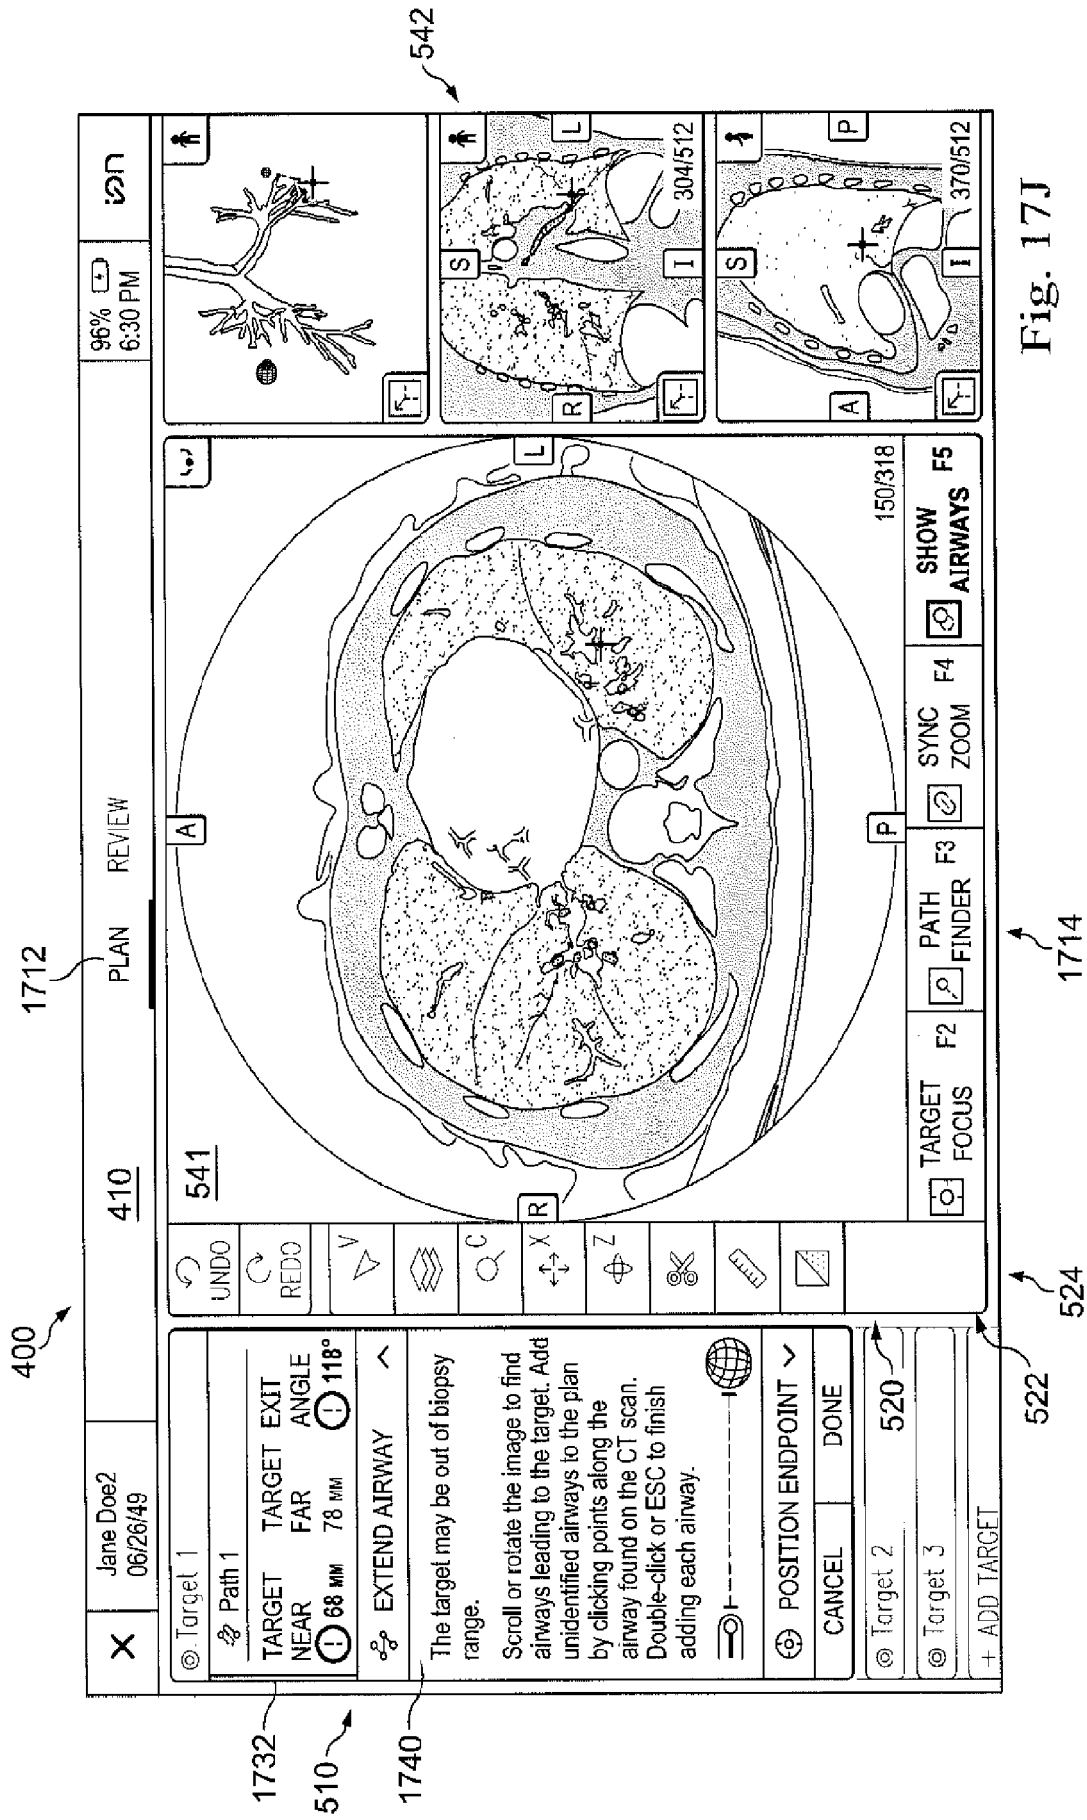 400
410
1712
542
X
Jane Doe2
06/26/49
PLAN
REVIEW
96%
6:30 PM
1732
510
1740
Target 1
Path 1
TARGET NEAR
TARGET FAR
EXIT ANGLE
68 MM
78 MM
118°
EXTEND AIRWAY
The target may be out of biopsy
range.
Scroll or rotate the image to find
airways leading to the target. Add
unidentified airways to the plan
by clicking points along the
airway found on the CT scan.
Double-click or ESC to finish
adding each airway.
POSITION ENDPOINT
CANCEL
DONE
Target 2
520
Target 3
+ ADD TARGET
522
524
UNDO
REDO
V
C
X
Z
541
A
R
L
P
150/318
TARGET FOCUS F2
PATH FINDER F3
SYNC ZOOM F4
SHOW AIRWAYS F5
1714
S
R
L
I
304/512
S
A
P
I
370/512
Fig. 17J